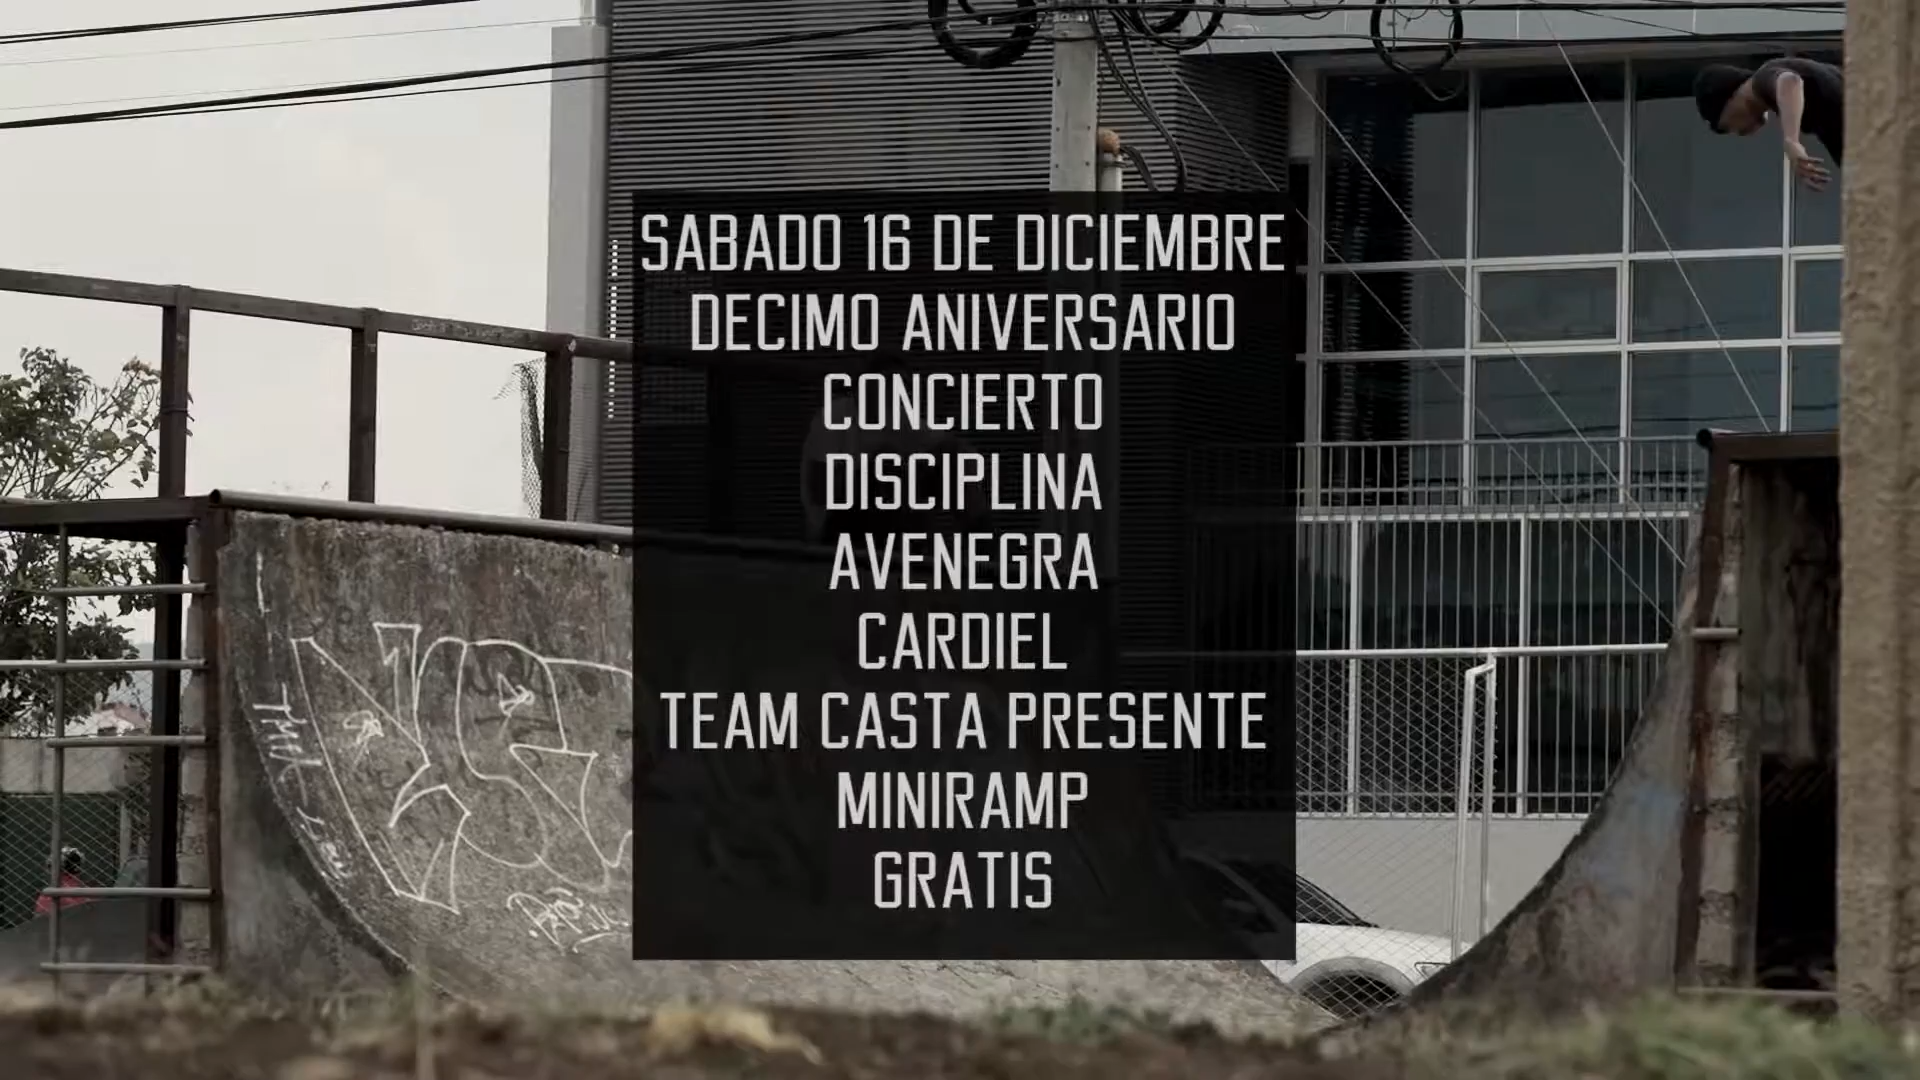 SABADO 16 DE DICIEMBRE
DECIMO ANIVERSARIO
CONCIERTO
DISCIPLINA
AVENEGRA
CARDIEL
TEAM CASTA PRESENTE
MINIRAMP
GRATIS